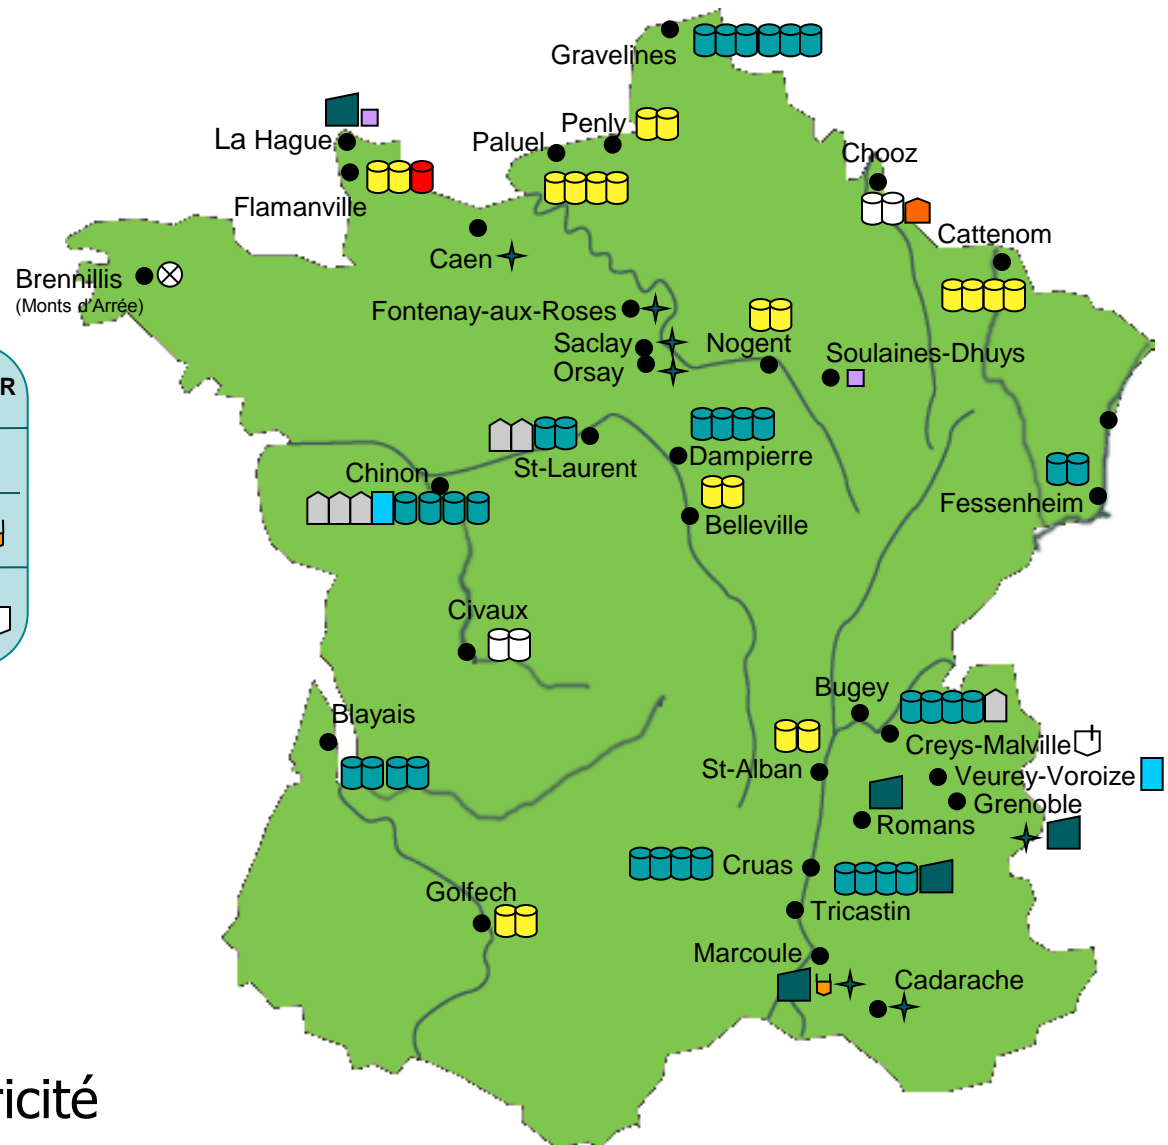 Gravelines
Penly
La Hague
Paluel
Chooz
Flamanville
Cattenom
Caen
Brennillis
(Monts d'Arrée)
Fontenay-aux-Roses
Saclay
Nogent
Soulaines-Dhuys
Orsay
R
Dampierre
St-Laurent
Chinon
Fessenheim
Belleville
Civaux
Bugey
Blayais
Creys-Malville
St-Alban
Veurey-Voroize
Grenoble
Romans
Cruas
Golfech
Tricastin
Marcoule
Cadarache
ricité